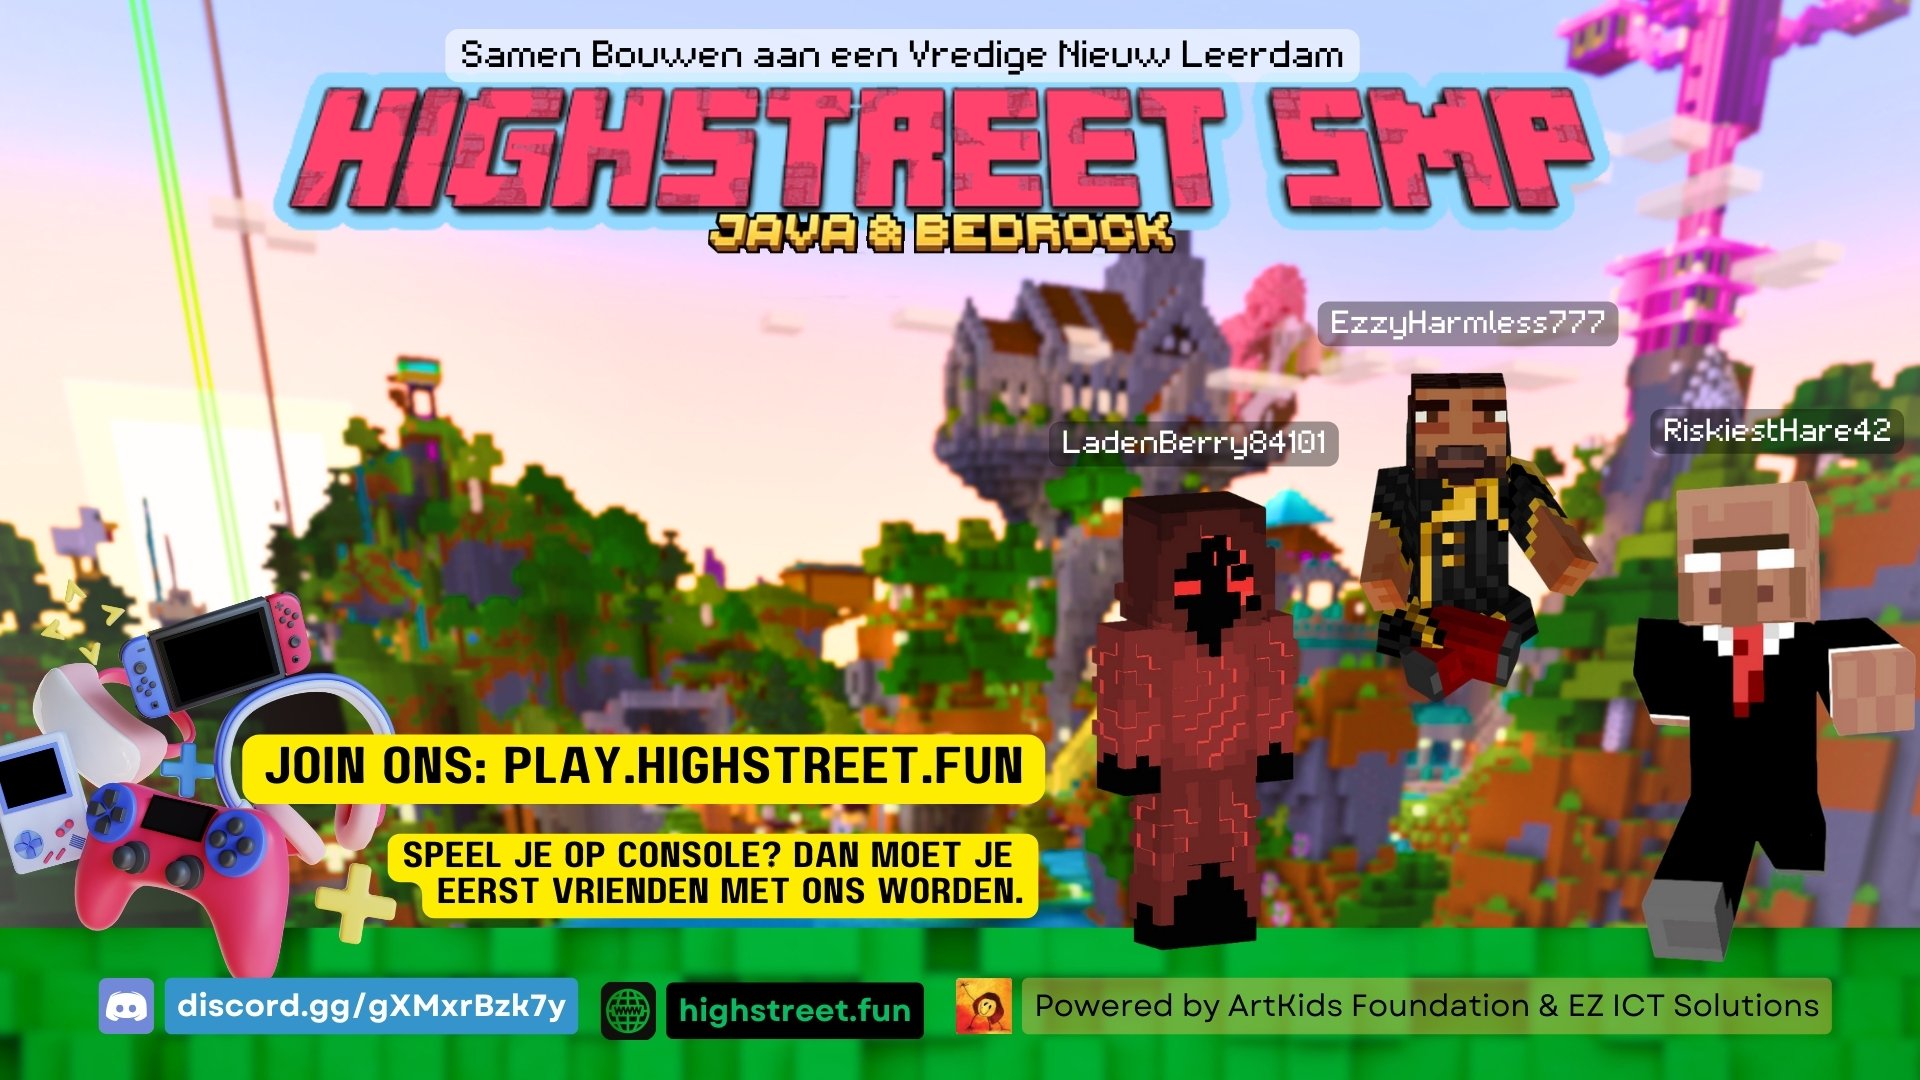 Samen Bouwen aan een Vredige Nieuw Leerdam
HIGHSTREET SMP
JAVA & BEDROCK
EzzyHarmless777
RiskiestHare42
LadenBerry84101
JOIN ONS: PLAY.HIGHSTREET.FUN
SPEEL JE OP CONSOLE? DAN MOET JE
EERST VRIENDEN MET ONS WORDEN.
discord.gg/gXMxrBzk7y
WWW
highstreet.fun
Powered by ArtKids Foundation & EZ ICT Solutions